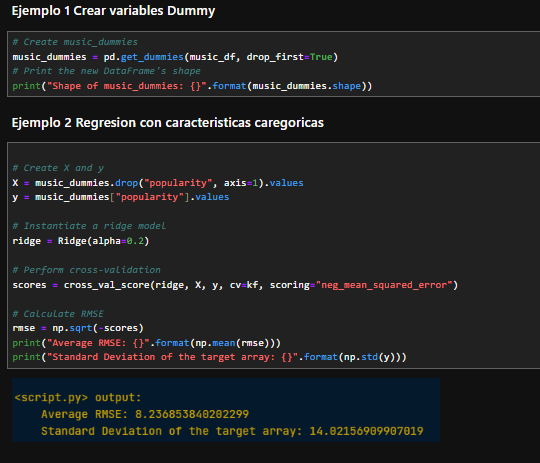 Ejemplo 1 Crear variables Dummy
# Create music_dummies
music_dummies = pd.get_dummies(music_df, drop_first=True)
# Print the new DataFrame's shape
print("Shape of music_dummies: {}".format(music_dummies.shape))
Ejemplo 2 Regresion con caracteristicas caregoricas
# Create X and y
X = music_dummies.drop("popularity", axis=1).values
y = music_dummies["popularity"].values
# Instantiate a ridge model
ridge = Ridge(alpha=0.2)
# Perform cross-validation
scores = cross_val_score(ridge, X, y, cv=kf, scoring="neg_mean_squared_error")
# Calculate RMSE
rmse = np.sqrt(-scores)
print("Average RMSE: {}".format(np.mean(rmse)))
print("Standard Deviation of the target array: {}".format(np.std(y)))
<script.py> output:
Average RMSE: 8.236853840202299
Standard Deviation of the target array: 14.02156909907019